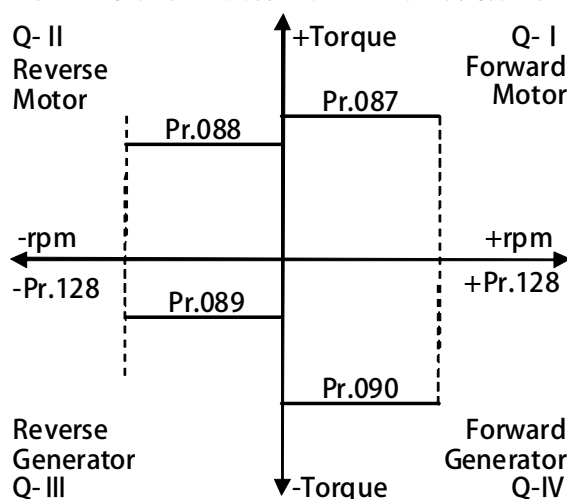 Q- II
Reverse
Motor
+Torque
Q- I
Forward
Motor
Pr.087
Pr.088
-rpm
+rpm
-Pr.128
+Pr.128
Pr.089
Pr.090
Reverse
Generator
Q- III
-Torque
Forward
Generator
Q-IV